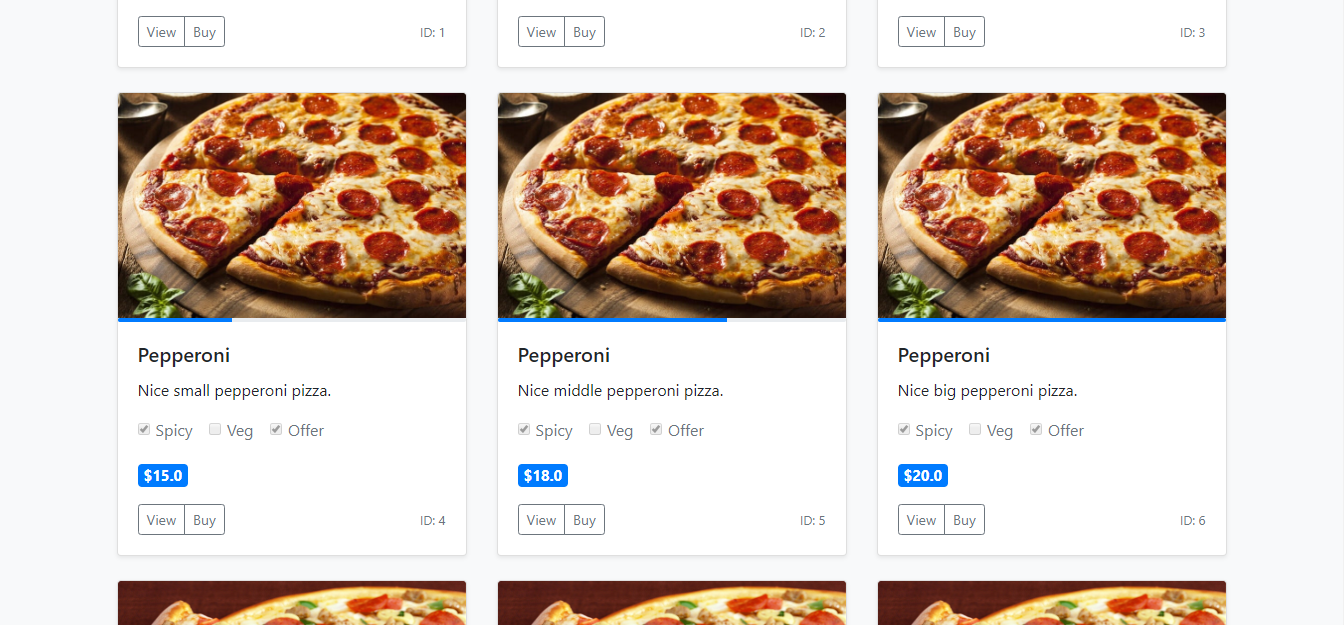 View Buy ID: 1
View Buy ID: 2
View Buy ID: 3
Pepperoni
Nice small pepperoni pizza.
Spicy Veg Offer
$15.0
View Buy ID: 4
Pepperoni
Nice middle pepperoni pizza.
Spicy Veg Offer
$18.0
View Buy ID: 5
Pepperoni
Nice big pepperoni pizza.
Spicy Veg Offer
$20.0
View Buy ID: 6